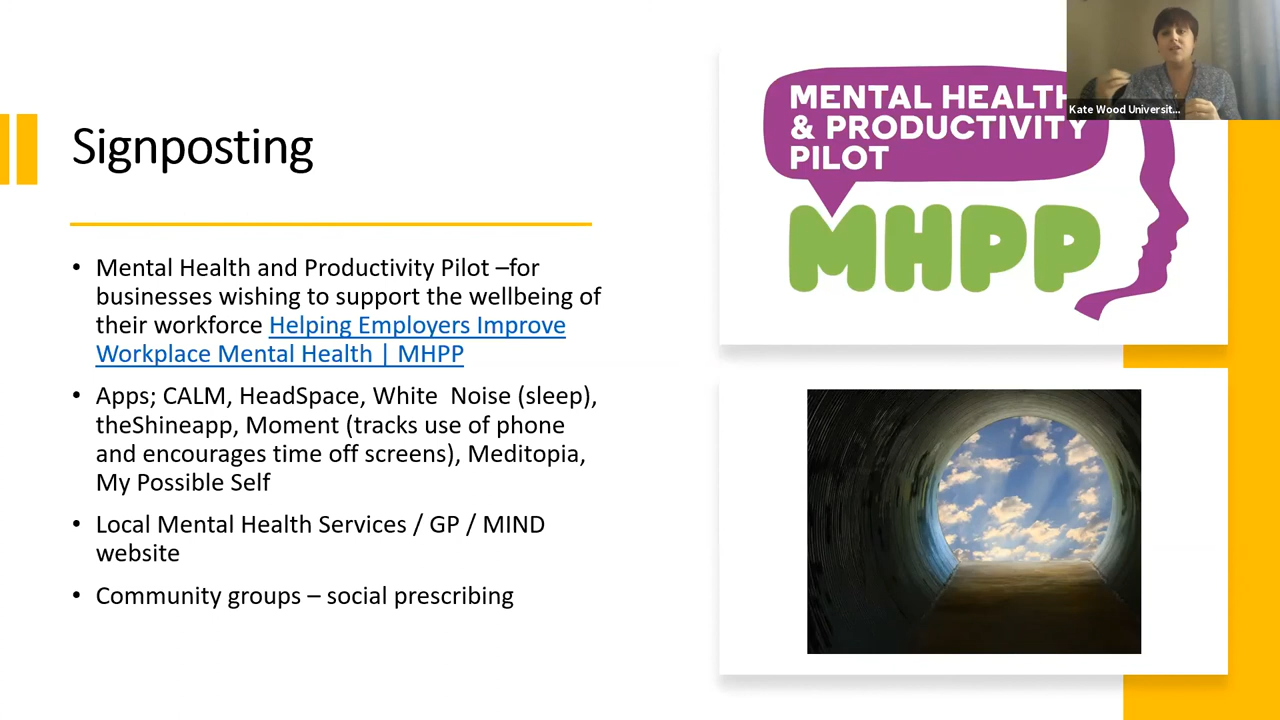 Signposting
• Mental Health and Productivity Pilot –for
businesses wishing to support the wellbeing of
their workforce Helping Employers Improve
Workplace Mental Health | MHPP
• Apps; CALM, HeadSpace, White  Noise (sleep),
theShineapp, Moment (tracks use of phone
and encourages time off screens), Meditopia,
My Possible Self
• Local Mental Health Services / GP / MIND
website
• Community groups – social prescribing
MENTAL HEALTH
& PRODUCTIVITY
PILOT
MHPP
Kate Wood Universit...